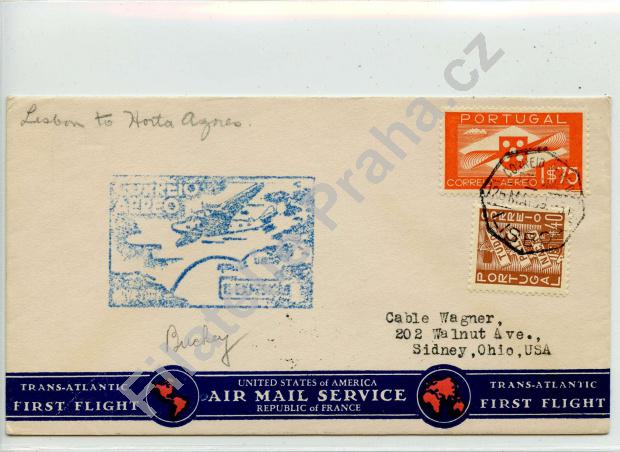 Lisbon to Horta Azores.
PORTUGAL
CORREIO AEREO 1$75
CORREIO
AEREO
PORTUGAL
Buckey
Cable Wagner,
202 Walnut Ave.,
Sidney,Ohio,USA
TRANS-ATLANTIC
FIRST FLIGHT
UNITED STATES of AMERICA
AIR MAIL SERVICE
REPUBLIC of FRANCE
TRANS-ATLANTIC
FIRST FLIGHT
Filatelie Praha.cz